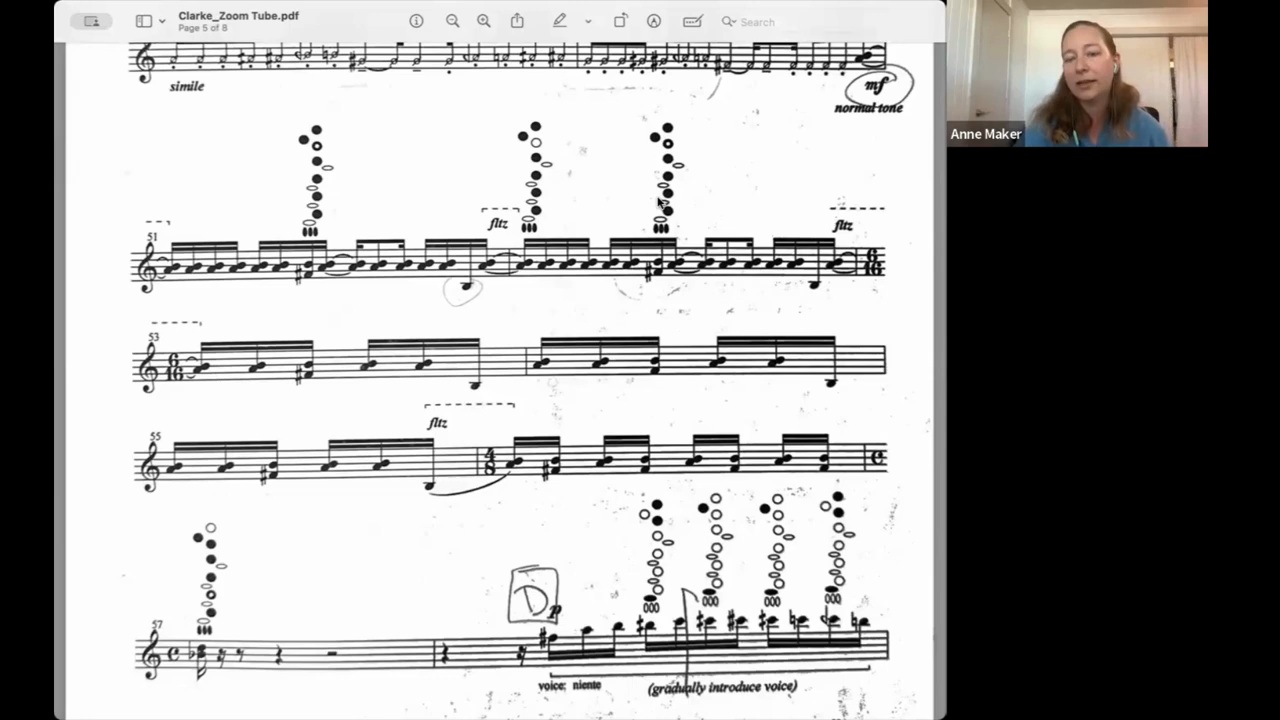 Clarke_Zoom Tube.pdf
Page 5 of 8
Search
Anne Maker
simile
mf
normal tone
51
fltz
fltz
6
16
53
6
16
55
fltz
4
8
57
D
p
voice: niente
(gradually introduce voice)